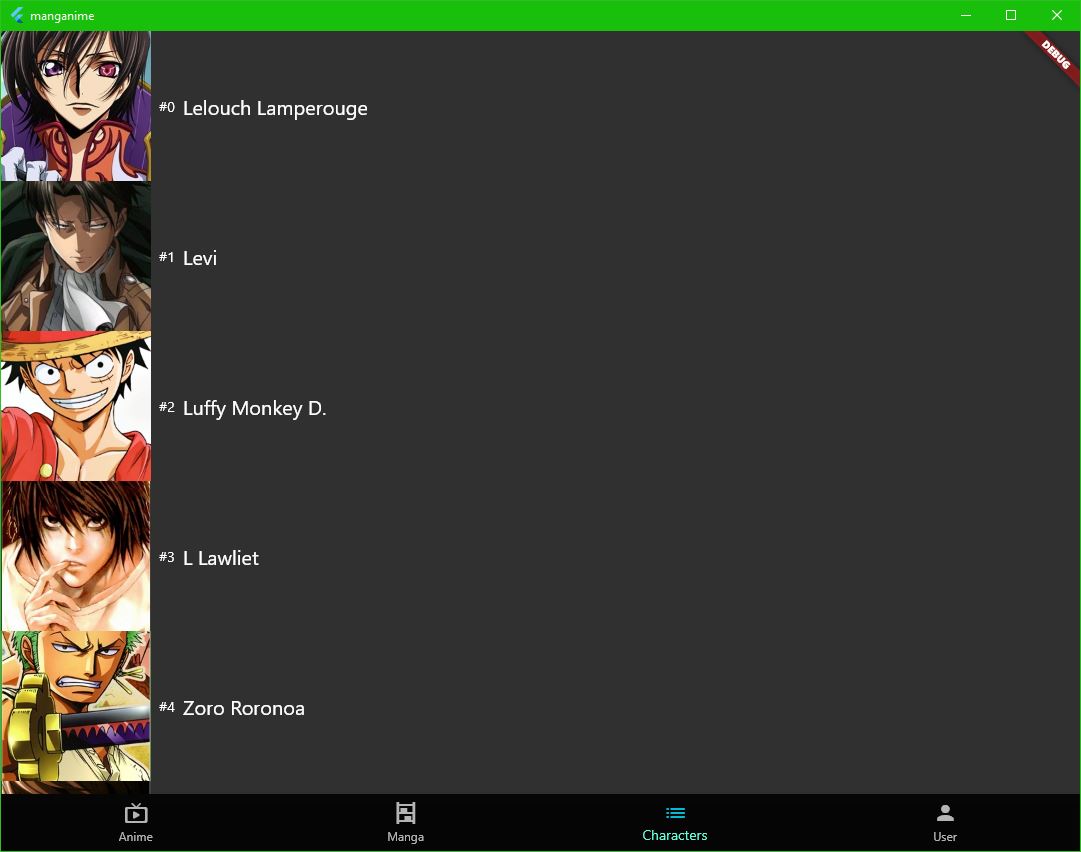 manganime
DEBUG
#0 Lelouch Lamperouge
#1 Levi
#2 Luffy Monkey D.
#3 L Lawliet
#4 Zoro Roronoa
Anime
Manga
Characters
User